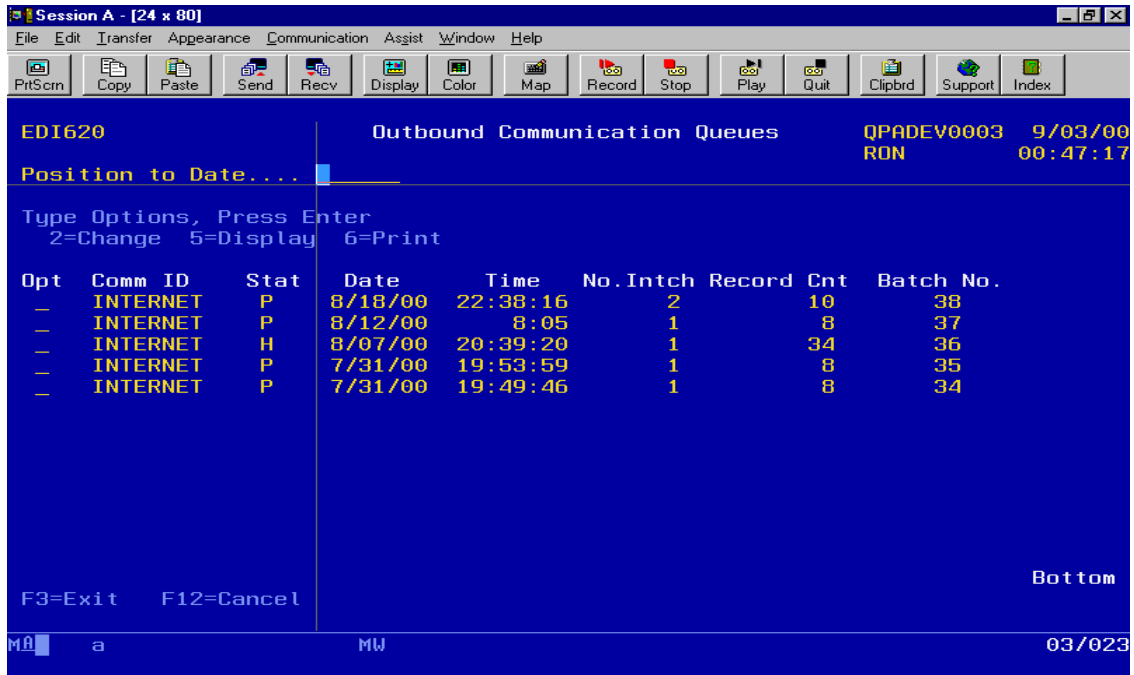 Session A - [24 x 80]
File Edit Transfer Appearance Communication Assist Window Help
PrtScrn Copy Paste Send Recv Display Color Map Record Stop Play Quit Clipbrd Support Index
EDI620 Outbound Communication Queues QPADEV0003 9/03/00
RON 00:47:17
Position to Date....
Type Options, Press Enter
2=Change 5=Display 6=Print
Opt Comm ID Stat Date Time No.Intch Record Cnt Batch No.
_ INTERNET P 8/18/00 22:38:16 2 10 38
_ INTERNET P 8/12/00 8:05 1 8 37
_ INTERNET H 8/07/00 20:39:20 1 34 36
_ INTERNET P 7/31/00 19:53:59 1 8 35
_ INTERNET P 7/31/00 19:49:46 1 8 34
Bottom
F3=Exit F12=Cancel
MA a MW 03/023